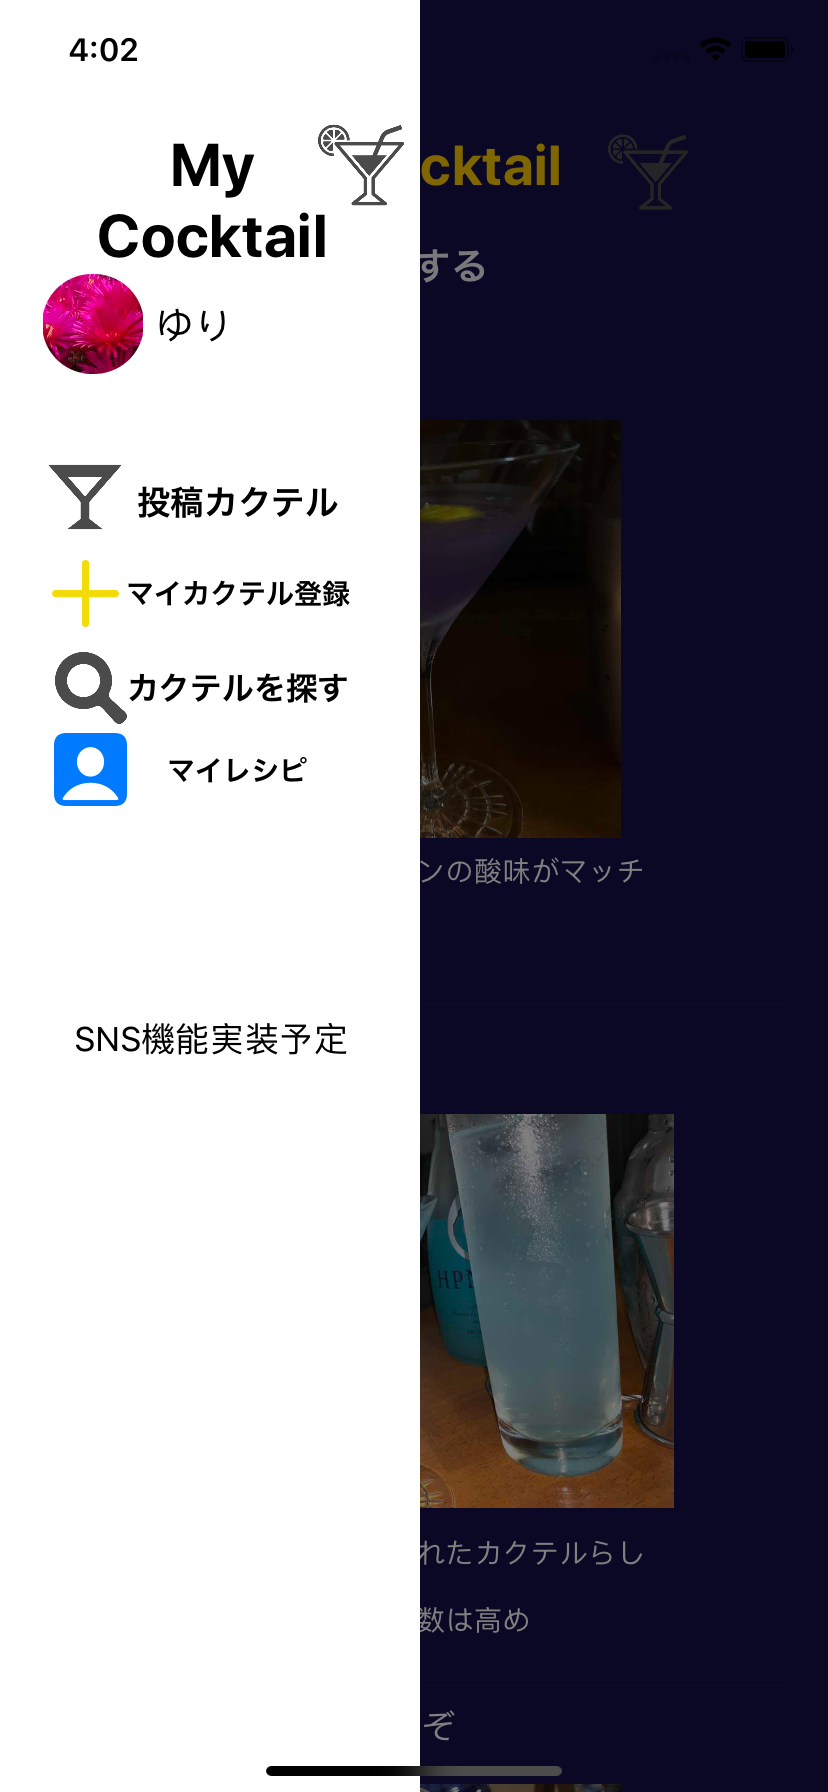 4:02
My
Cocktail
cktail
する
ゆり
投稿カクテル
マイカクテル登録
カクテルを探す
マイレシピ
ンの酸味がマッチ
SNS機能実装予定
HPN
れたカクテルらし
数は高め
ぞ